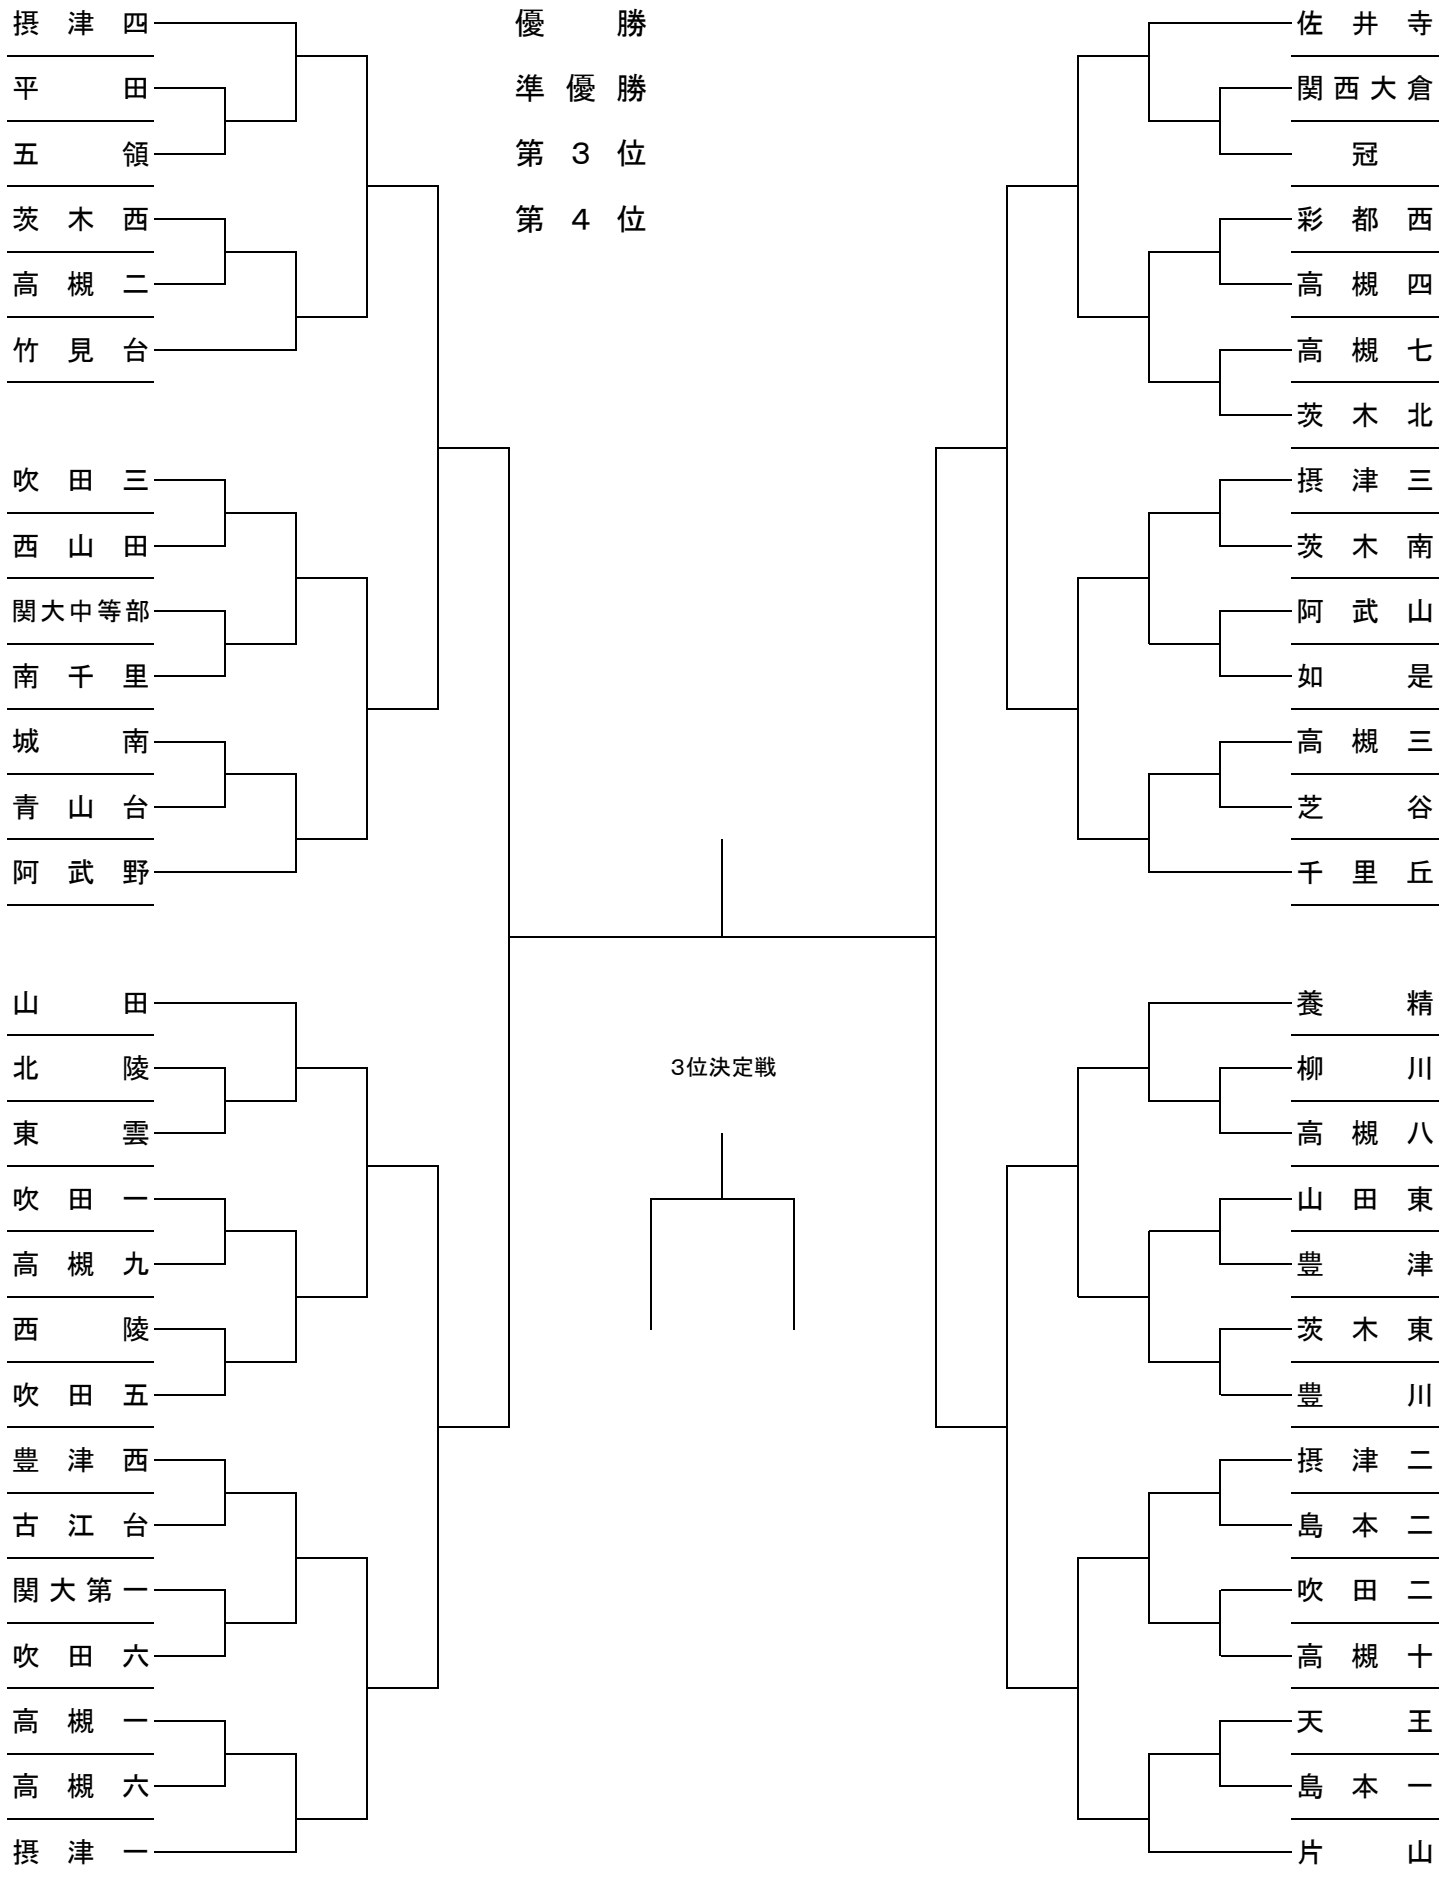 摂津四
平田
五領
茨木西
高槻二
竹見台
吹田三
西山田
関大中等部
南千里
城南
青山台
阿武野
山田
北陵
東雲
吹田一
高槻九
西陵
吹田五
豊津西
古江台
関大第一
吹田六
高槻一
高槻六
摂津一
優勝
準優勝
第3位
第4位
3位決定戦
佐井寺
関西大倉
冠
彩都西
高槻四
高槻七
茨木北
摂津三
茨木南
阿武山
如是
高槻三
芝谷
千里丘
養精
柳川
高槻八
山田東
豊津
茨木東
豊川
摂津二
島本二
吹田二
高槻十
天王
島本一
片山